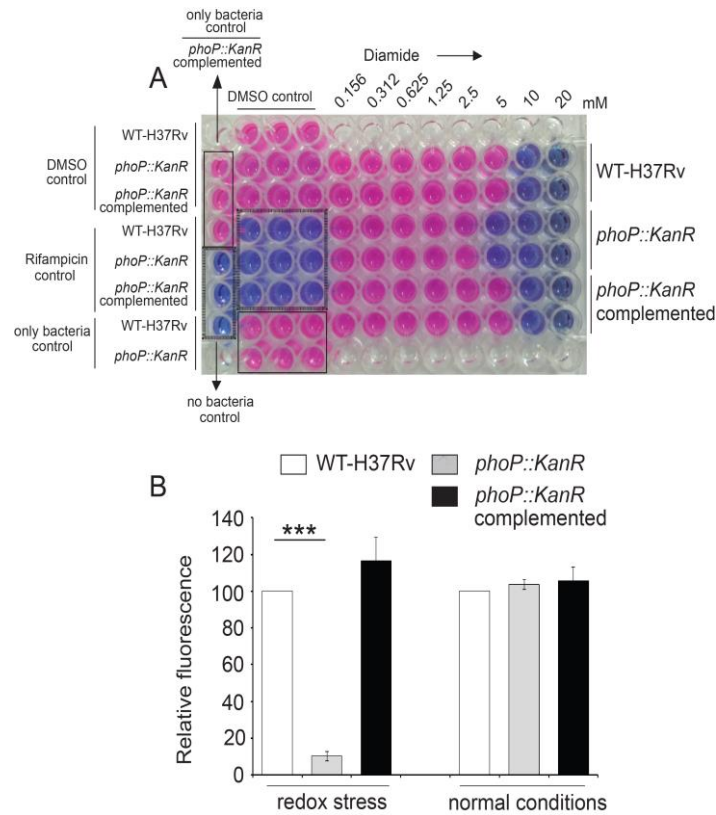 only bacteria
control
phoP::KanR
complemented
A
Diamide
DMSO control
0.156
0.312
0.625
1.25
2.5
5
10
20
mM
DMSO
control
WT-H37Rv
phoP::KanR
phoP::KanR
complemented
Rifampicin
control
WT-H37Rv
phoP::KanR
phoP::KanR
complemented
only bacteria
control
WT-H37Rv
phoP::KanR
WT-H37Rv
phoP::KanR
phoP::KanR
complemented
no bacteria
control
B
WT-H37Rv
phoP::KanR
phoP::KanR
complemented
Relative fluorescence
140
120
100
80
60
40
20
0
***
redox stress
normal conditions